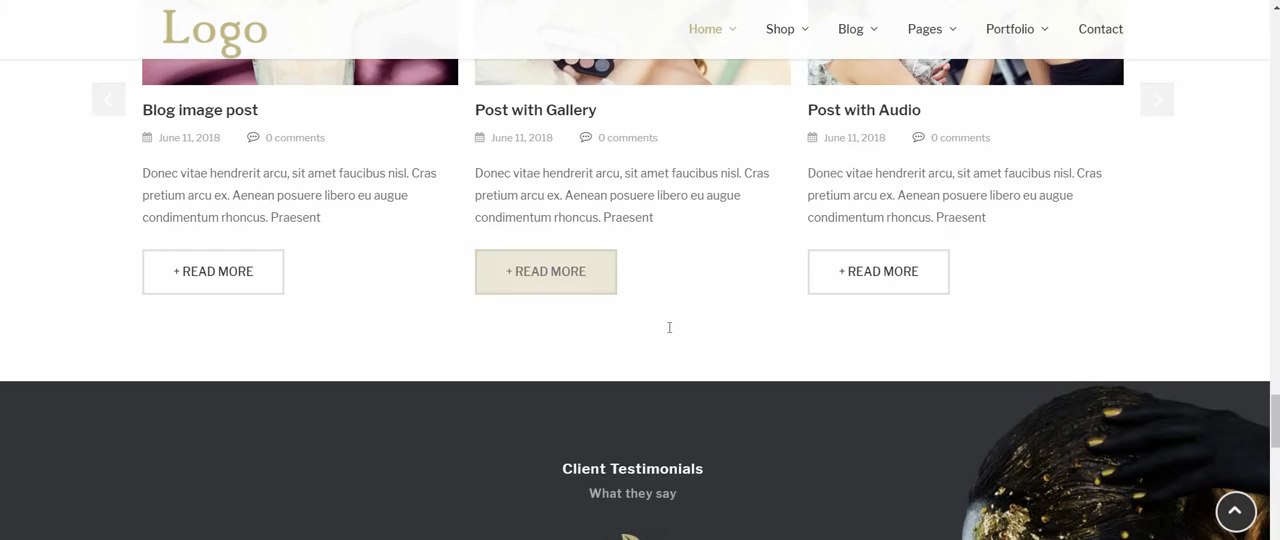 Logo
Home Shop Blog Pages Portfolio Contact
Blog image post
June 11, 2018 0 comments
Donec vitae hendrerit arcu, sit amet faucibus nisl. Cras
pretium arcu ex. Aenean posuere libero eu augue
condimentum rhoncus. Praesent
+ READ MORE
Post with Gallery
June 11, 2018 0 comments
Donec vitae hendrerit arcu, sit amet faucibus nisl. Cras
pretium arcu ex. Aenean posuere libero eu augue
condimentum rhoncus. Praesent
+ READ MORE
Post with Audio
June 11, 2018 0 comments
Donec vitae hendrerit arcu, sit amet faucibus nisl. Cras
pretium arcu ex. Aenean posuere libero eu augue
condimentum rhoncus. Praesent
+ READ MORE
Client Testimonials
What they say